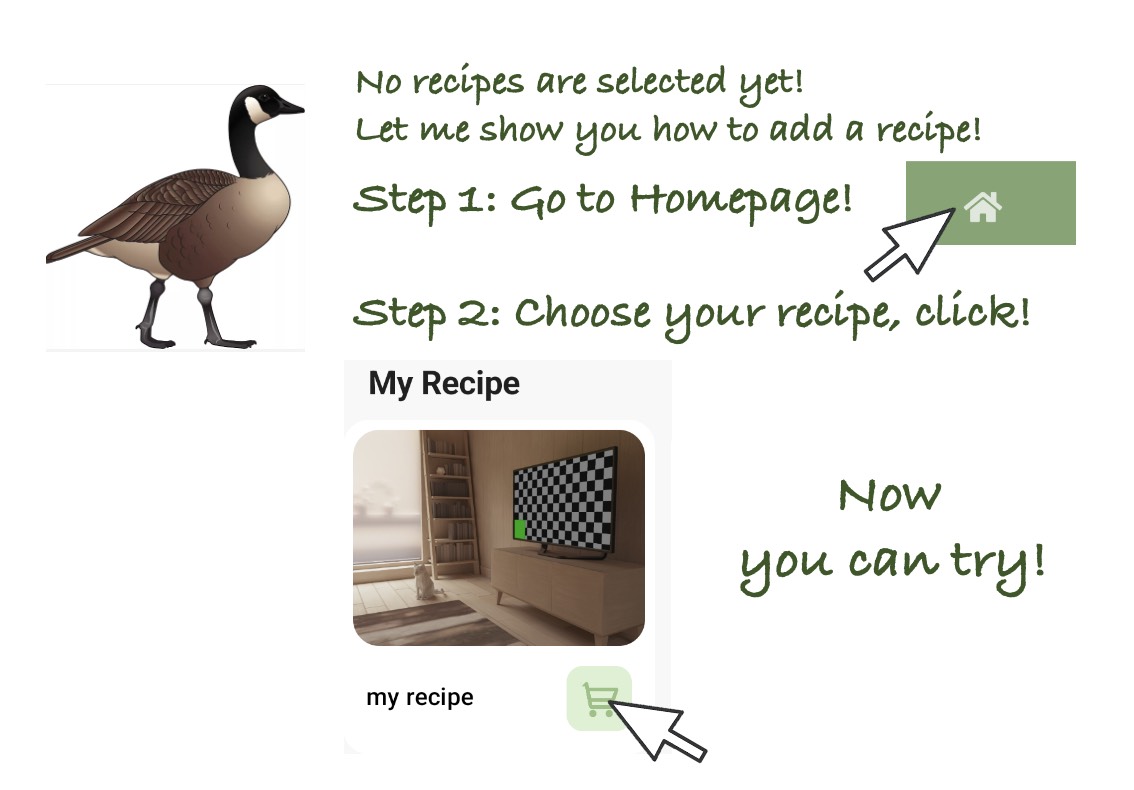 No recipes are selected yet!
Let me show you how to add a recipe!
Step 1: Go to Homepage!
Step 2: Choose your recipe, click!
My Recipe
my recipe
Now
you can try!